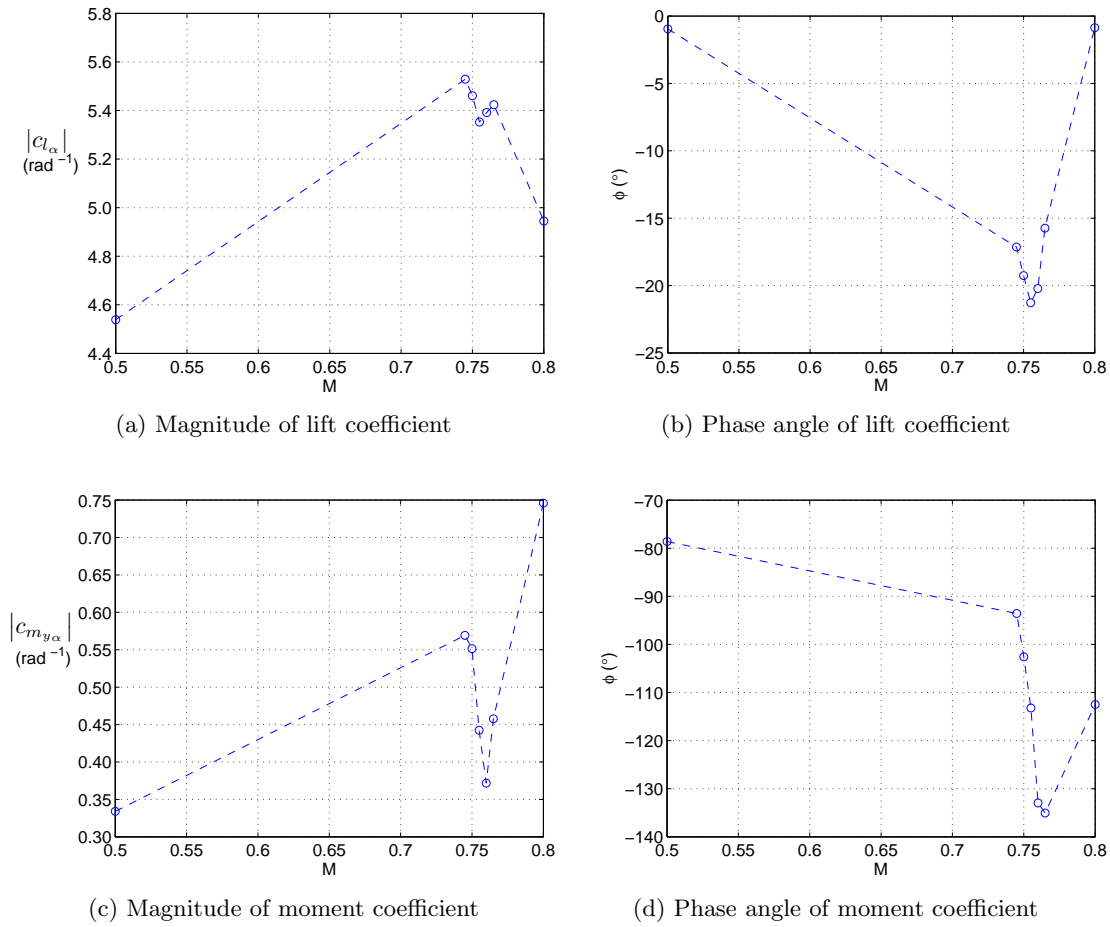 5.8
5.6
5.4
5.2
5.0
4.8
4.6
4.4
|c_{l_α}|
(rad ⁻¹)
0.5 0.55 0.6 0.65 0.7 0.75 0.8
M
(a) Magnitude of lift coefficient
0
−5
−10
−15
−20
−25
ϕ (°)
0.5 0.55 0.6 0.65 0.7 0.75 0.8
M
(b) Phase angle of lift coefficient
0.75
0.70
0.65
0.60
0.55
0.50
0.45
0.40
0.35
0.30
|c_{m_{y_α}}|
(rad ⁻¹)
0.5 0.55 0.6 0.65 0.7 0.75 0.8
M
(c) Magnitude of moment coefficient
−70
−80
−90
−100
−110
−120
−130
−140
ϕ (°)
0.5 0.55 0.6 0.65 0.7 0.75 0.8
M
(d) Phase angle of moment coefficient